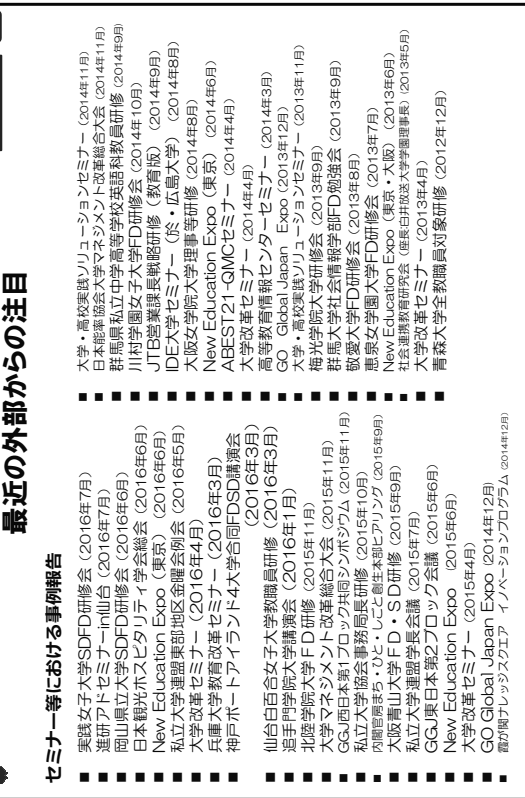 最近の外部からの注目
セミナー等における事例報告
■ 実践女子大学SDFD研修会（2016年7月）
■ 進研アドセミナーin仙台（2016年7月）
■ 岡山県立大学SDFD研修会（2016年6月）
■ 日本観光ホスピタリティ学会総会（2016年6月）
■ New Education Expo（東京）（2016年6月）
■ 私立大学連盟東部地区金曜会例会（2016年5月）
■ 大学改革セミナー（2016年4月）
■ 兵庫大学教育改革セミナー（2016年3月）
■ 神戸ポートアイランド4大学合同FDSD講演会
（2016年3月）
■ 仙台白百合女子大学教職員研修（2016年3月）
■ 追手門学院大学講演会（2016年1月）
■ 北陸学院大学ＦＤ研修（2015年11月）
■ 大学マネジメント改革総合大会（2015年11月）
■ GGJ西日本第1ブロック共同シンポジウム（2015年11月）
■ 私立大学協会事務局長研修（2015年10月）
■ 内閣官房まち・ひと・しごと創生本部ヒアリング（2015年9月）
■ 大阪青山大学ＦＤ・ＳＤ研修（2015年9月）
■ 私立大学連盟学長会議（2015年7月）
■ GGJ東日本第2ブロック会議（2015年6月）
■ New Education Expo（2015年6月）
■ 大学改革セミナー（2015年4月）
■ GO Global Japan Expo（2014年12月）
■ 霞が関ナレッジスクエア　イノベーションプログラム（2014年12月）
■ 大学・高校実践ソリューションセミナー（2014年11月）
■ 日本能率協会大学マネジメント改革総合大会（2014年11月）
■ 群馬県私立中学高等学校英語科教員研修（2014年9月）
■ 川村学園女子大学FD研修会（2014年10月）
■ JTB営業課長戦略研修（教育版）（2014年9月）
■ IDE大学セミナー（於・広島大学）（2014年8月）
■ 大阪女学院大学理事等研修（2014年8月）
■ New Education Expo（東京）（2014年6月）
■ ABEST21-QMCセミナー（2014年4月）
■ 大学改革セミナー（2014年4月）
■ 高等教育情報センターセミナー（2014年3月）
■ GO Global Japan Expo（2013年12月）
■ 大学・高校実践ソリューションセミナー（2013年11月）
■ 梅光学院大学研修会（2013年9月）
■ 群馬大学社会情報学部FD勉強会（2013年9月）
■ 敬愛大学FD研修会（2013年8月）
■ 恵泉女学園大学FD研修会（2013年7月）
■ New Education Expo（東京・大阪）（2013年6月）
■ 社会連携教育研究会（座長:白井放送大学学園理事長）（2013年5月）
■ 大学改革セミナー（2013年4月）
■ 青森大学全教職員対象研修（2012年12月）